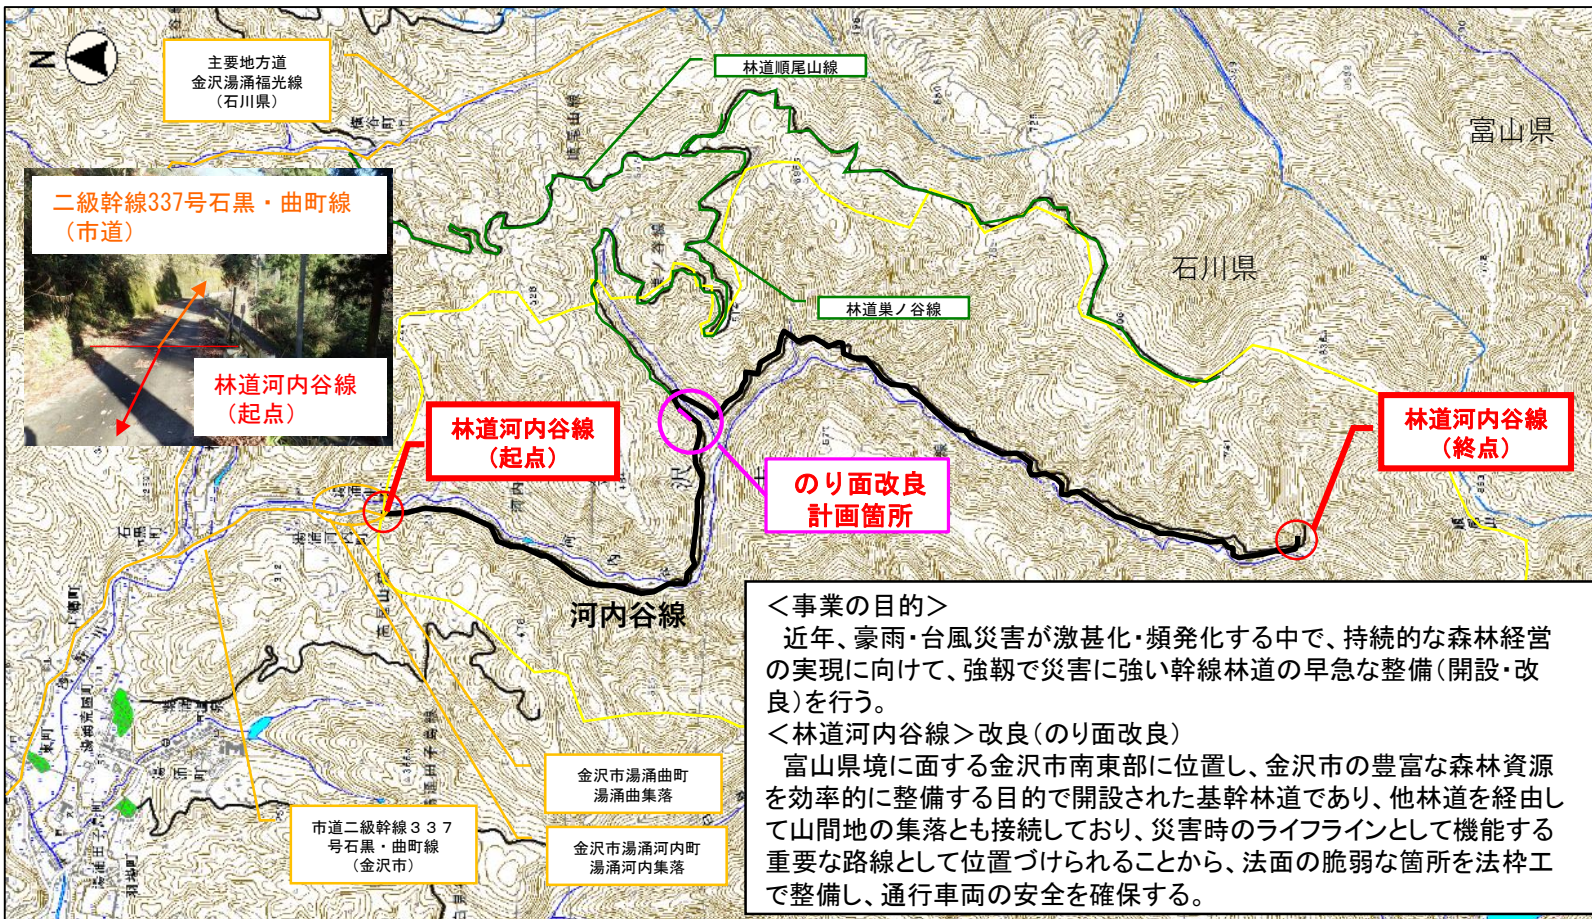 N
主要地方道
金沢湯涌福光線
（石川県）
林道順尾山線
富山県
二級幹線337号石黒・曲町線
（市道）
石川県
林道巣ノ谷線
林道河内谷線
（起点）
林道河内谷線
（起点）
林道河内谷線
（終点）
のり面改良
計画箇所
河内谷線
金沢市湯涌曲町
湯涌曲集落
市道二級幹線３３７
号石黒・曲町線
（金沢市）
金沢市湯涌河内町
湯涌河内集落
＜事業の目的＞
近年、豪雨・台風災害が激甚化・頻発化する中で、持続的な森林経営
の実現に向けて、強靱で災害に強い幹線林道の早急な整備（開設・改
良）を行う。
＜林道河内谷線＞改良（のり面改良）
富山県境に面する金沢市南東部に位置し、金沢市の豊富な森林資源
を効率的に整備する目的で開設された基幹林道であり、他林道を経由し
て山間地の集落とも接続しており、災害時のライフラインとして機能する
重要な路線として位置づけられることから、法面の脆弱な箇所を法枠工
で整備し、通行車両の安全を確保する。